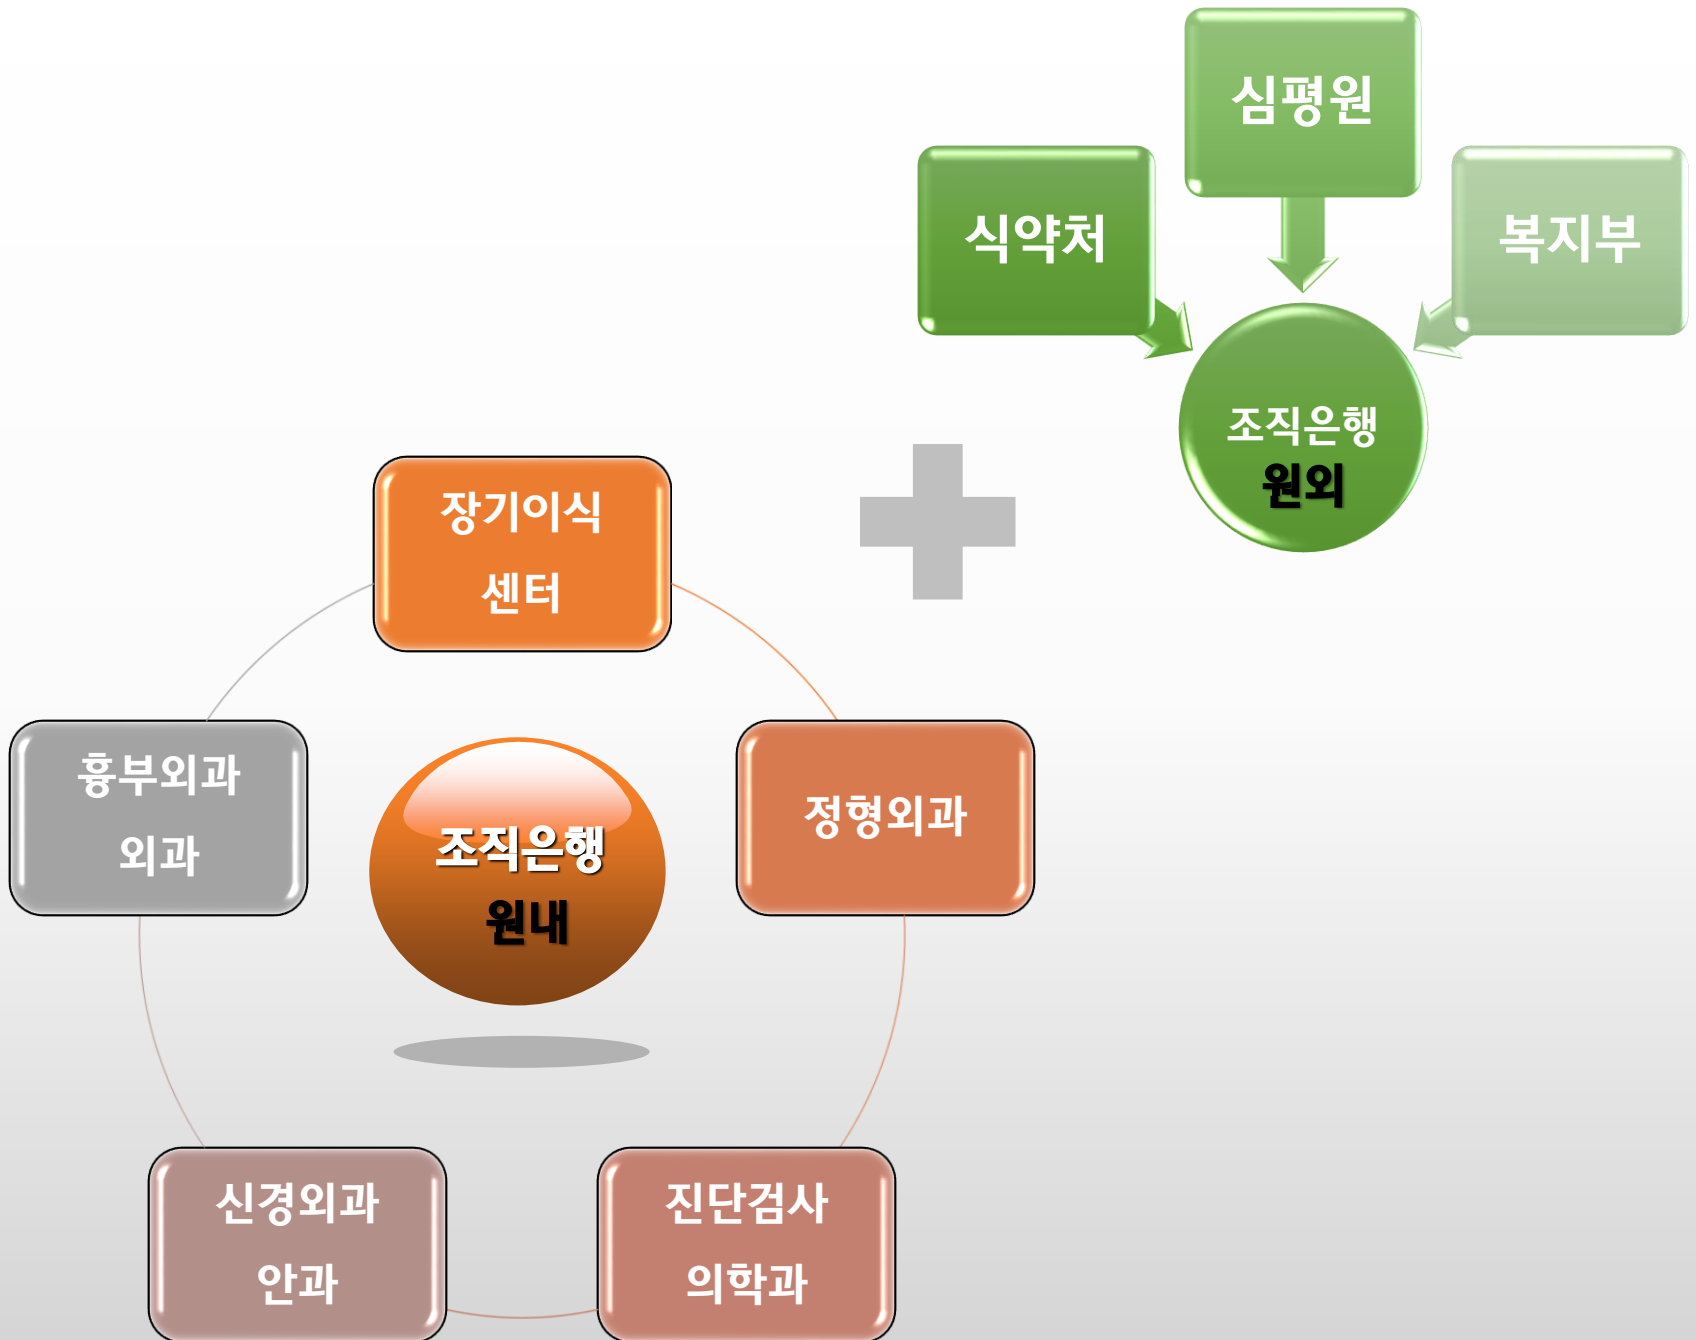 심평원
식약처
복지부
조직은행
원외
장기이식
센터
흉부외과
외과
정형외과
조직은행
원내
신경외과
안과
진단검사
의학과